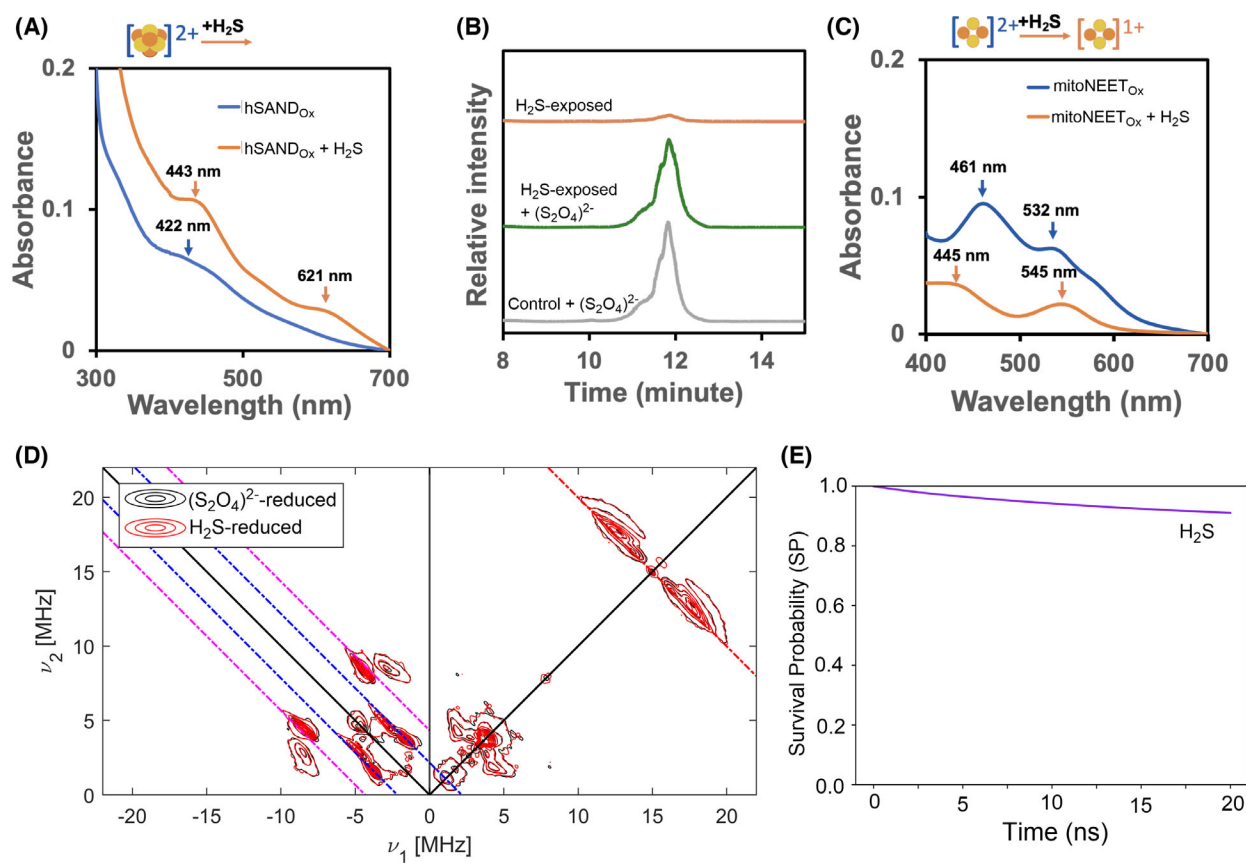 (A)
[ ]2+ +H2S
0.2
0.1
0
Absorbance
hSANDOx
hSANDOx + H2S
443 nm
422 nm
621 nm
300 500 700
Wavelength (nm)
(B)
Relative intensity
H2S-exposed
H2S-exposed
+ (S2O4)2-
Control + (S2O4)2-
8 10 12 14
Time (minute)
(C)
[ ]2+ +H2S [ ]1+
0.2
0.1
0
Absorbance
mitoNEETOx
mitoNEETOx + H2S
461 nm
532 nm
445 nm
545 nm
400 500 600 700
Wavelength (nm)
(D)
(S2O4)2--reduced
H2S-reduced
20
15
10
5
0
ν2 [MHz]
-20 -15 -10 -5 0 5 10 15 20
ν1 [MHz]
(E)
1.0
0.8
0.6
0.4
0.2
0.0
Survival Probability (SP)
H2S
0 5 10 15 20
Time (ns)